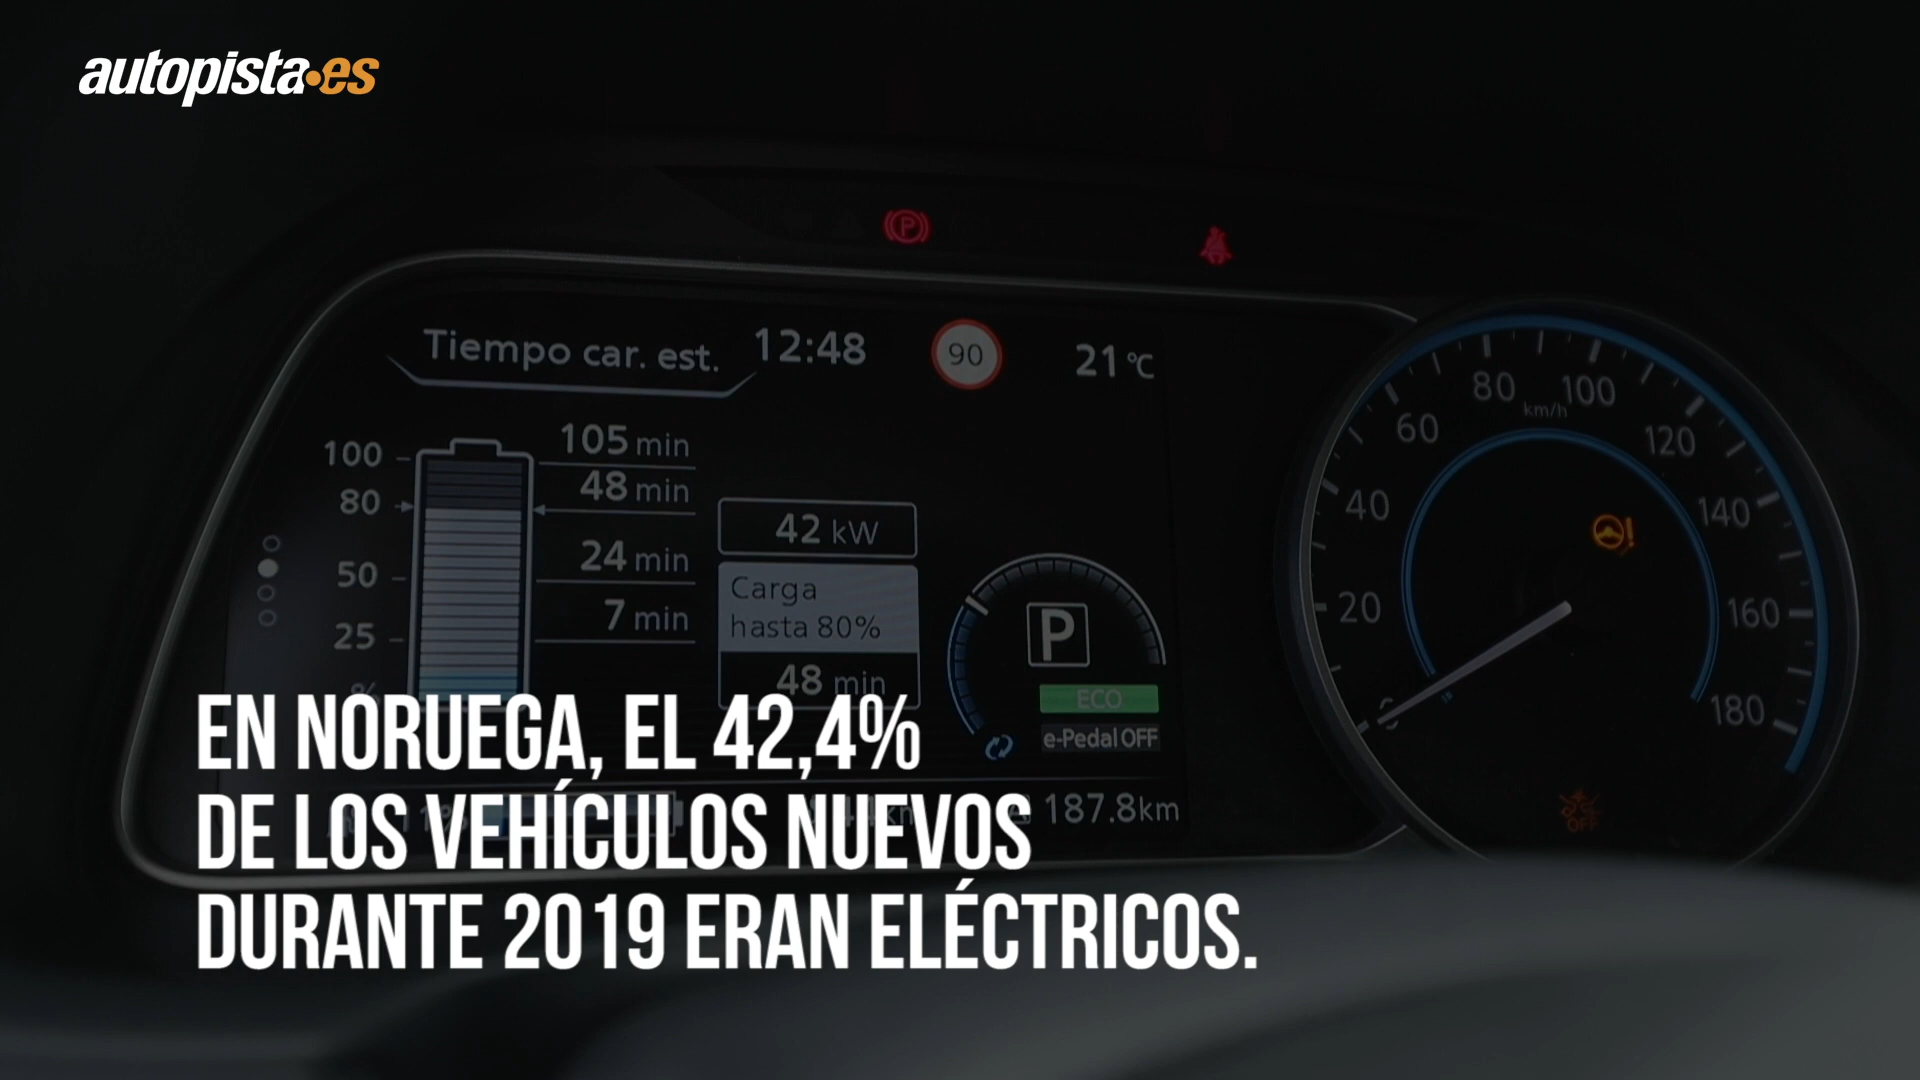 autopista.es
P
Tiempo car. est. 12:48 90 21 °C
100 105 min
80 48 min
50 24 min
25 7 min
42 kW
Carga
hasta 80%
48 min
P
ECO
e-Pedal OFF
187.8km
80 100
km/h
60 120
40 140
20 160
180
OFF
EN NORUEGA, EL 42,4%
DE LOS VEHÍCULOS NUEVOS
DURANTE 2019 ERAN ELÉCTRICOS.